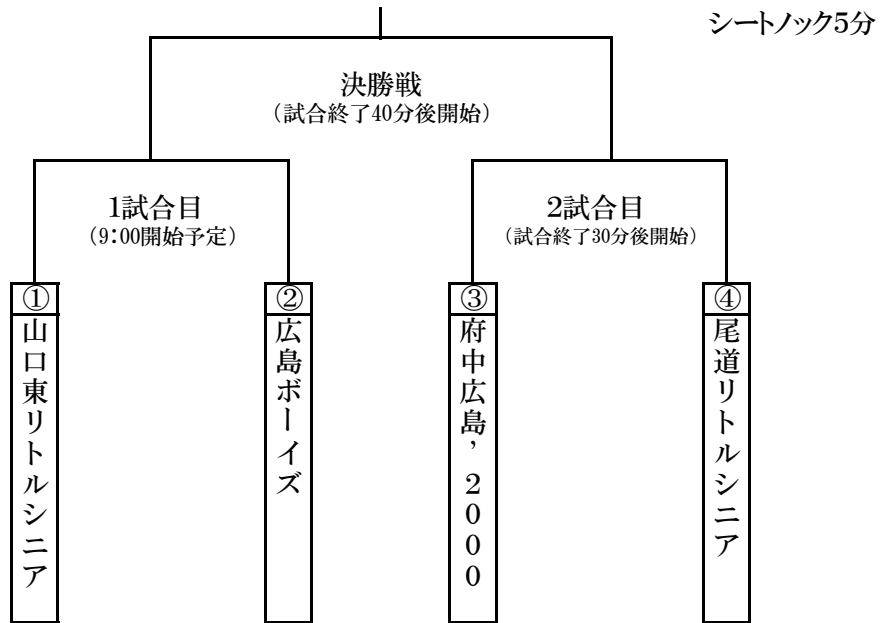 シートノック5分
決勝戦
（試合終了40分後開始）
1試合目
（9：00開始予定）
2試合目
（試合終了30分後開始）
①
山口東リトルシニア
②
広島ボーイズ
③
府中広島，2000
④
尾道リトルシニア